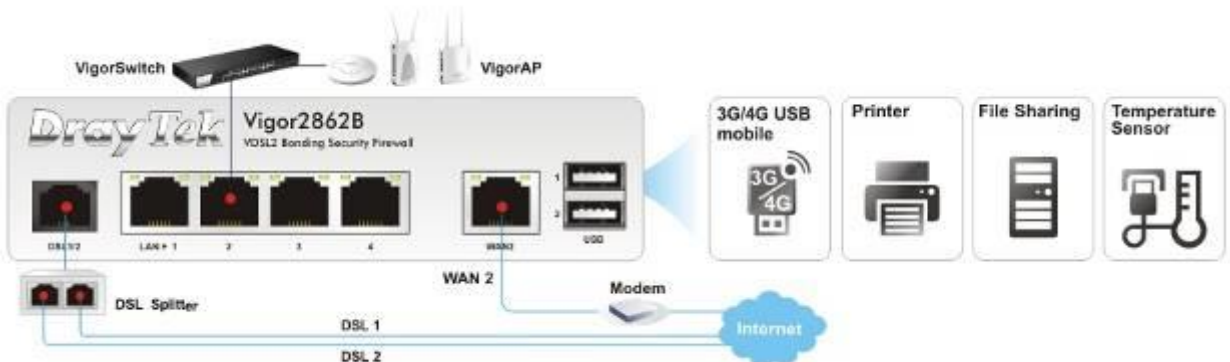 VigorSwitch
VigorAP
DrayTek
Vigor2862B
VDSL2 Bonding Security Firewall
DSL1/2
LAN 1
2
3
4
WAN2
1
2
USB
3G/4G USB
mobile
3G
4G
Printer
File Sharing
Temperature
Sensor
DSL Splitter
WAN 2
Modem
Internet
DSL 1
DSL 2